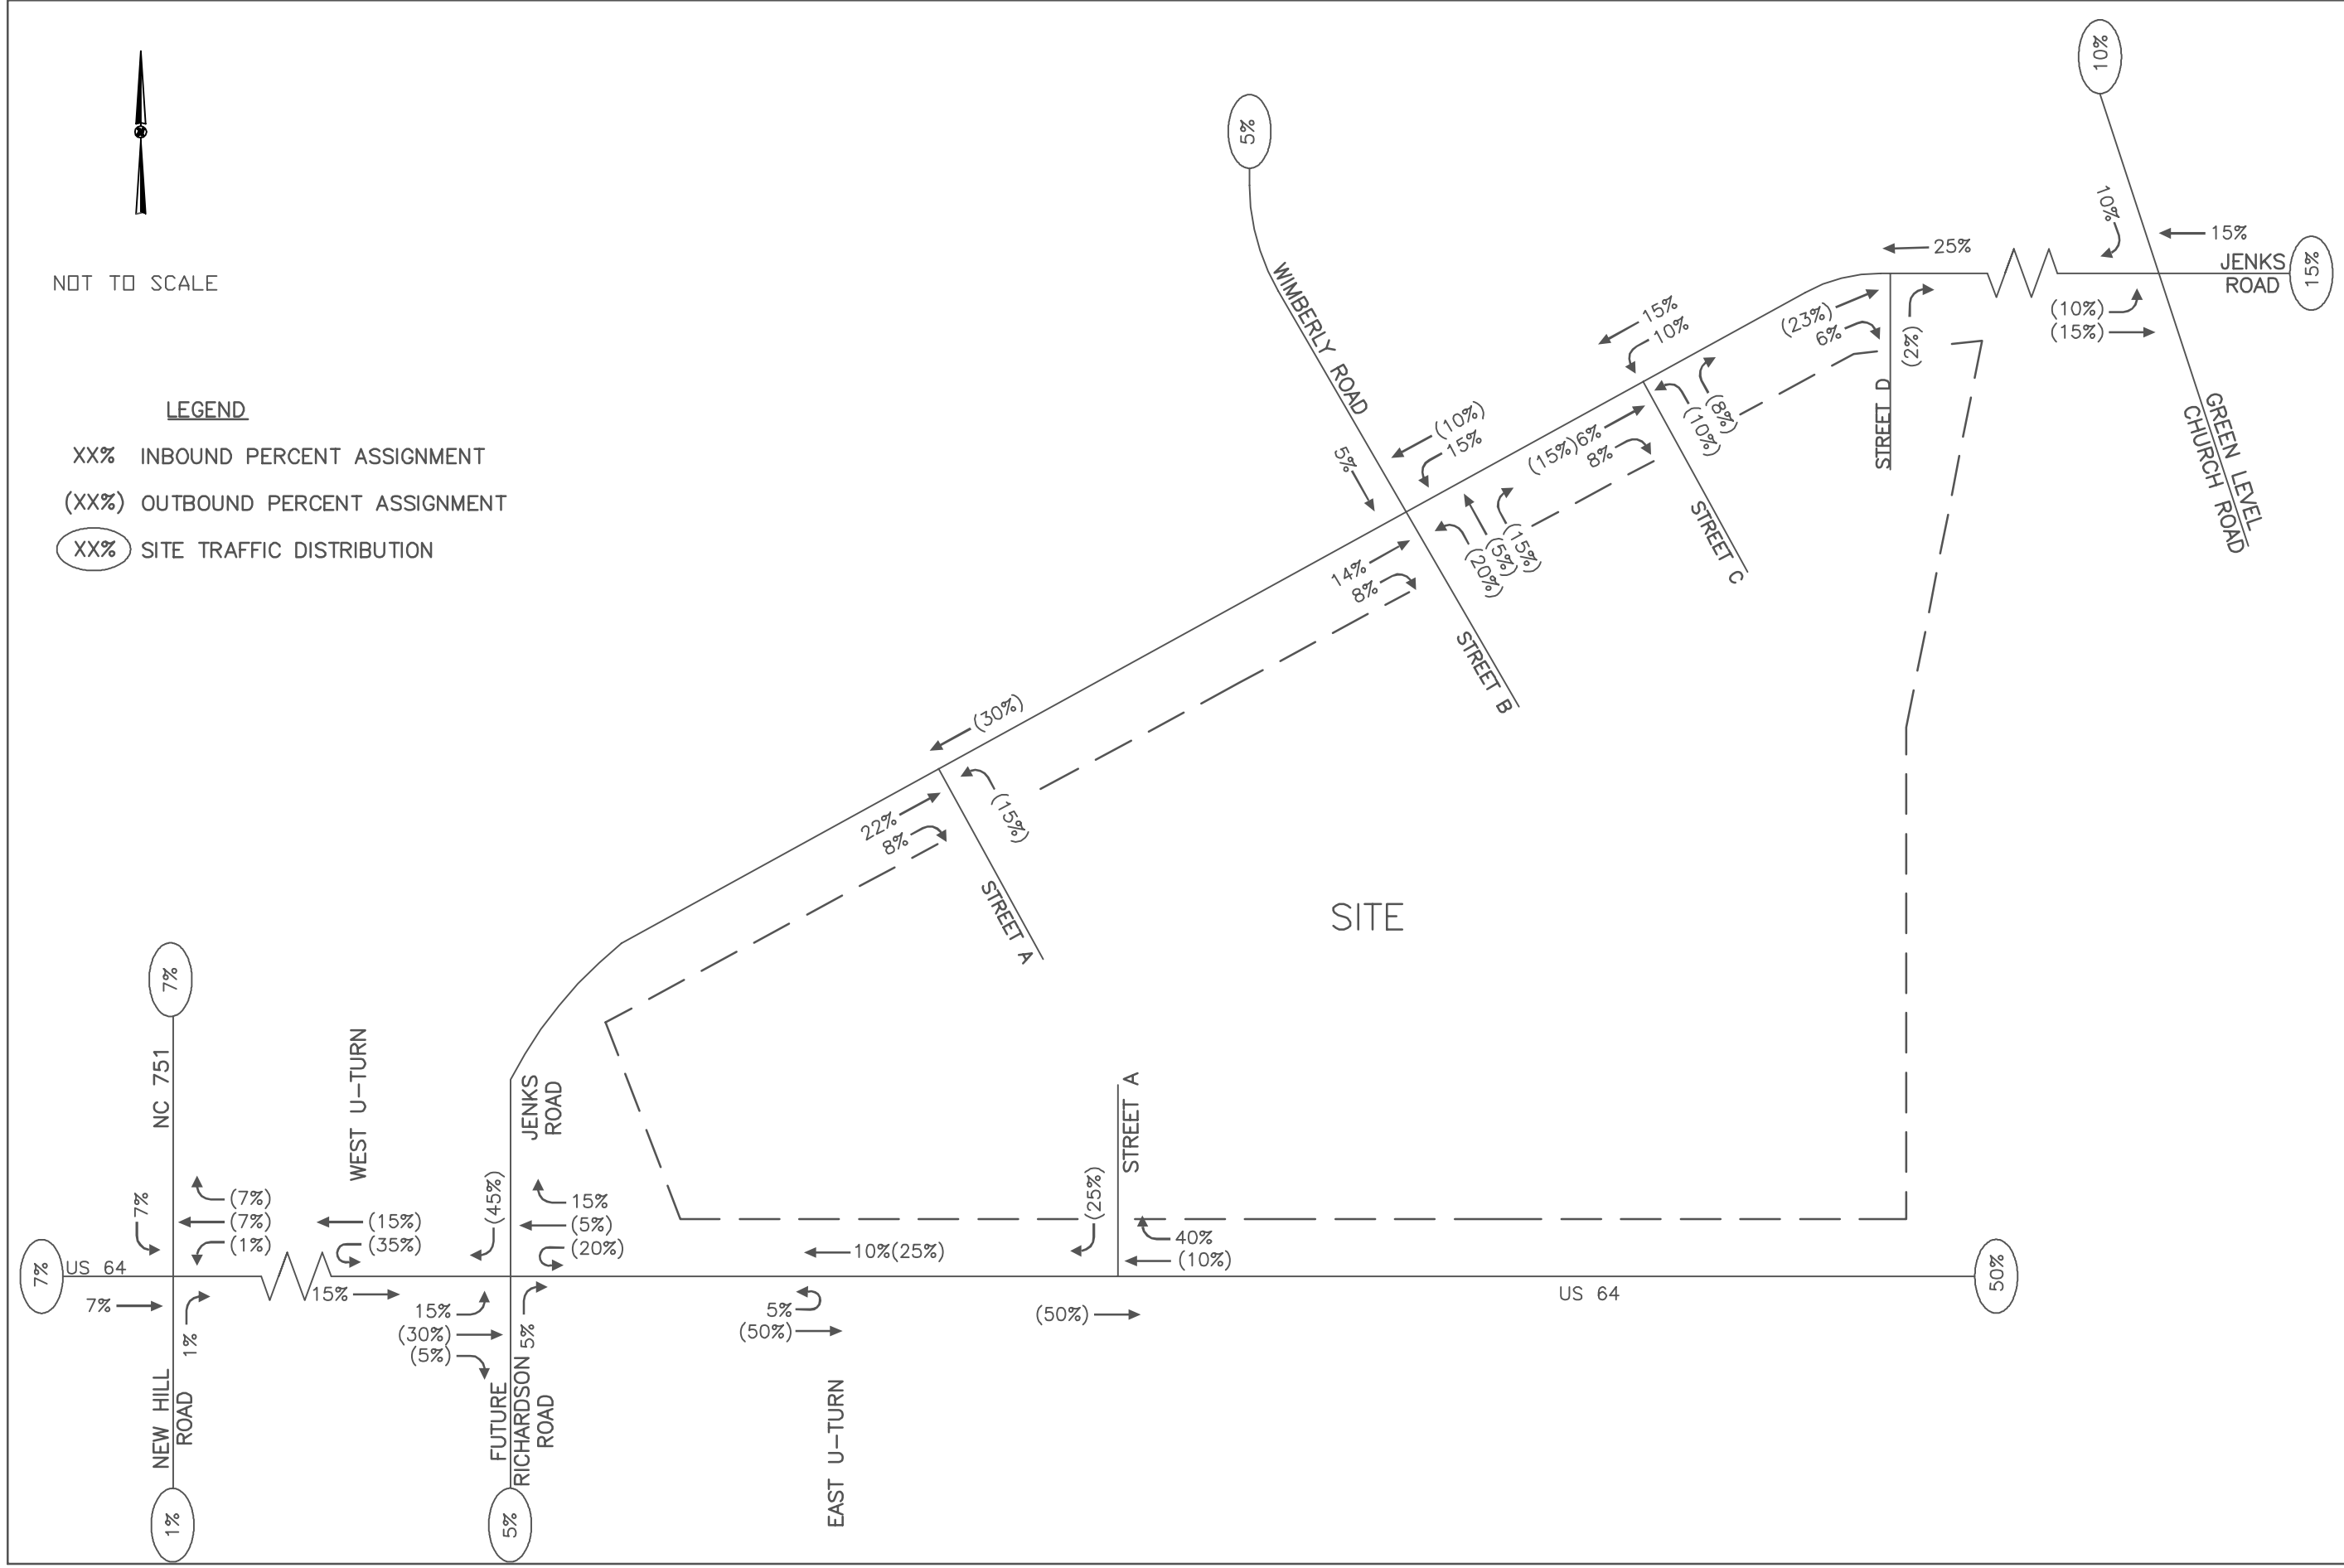 NOT TO SCALE
LEGEND
XX% INBOUND PERCENT ASSIGNMENT
(XX%) OUTBOUND PERCENT ASSIGNMENT
XX% SITE TRAFFIC DISTRIBUTION
5%
WIMBERLY ROAD
5%
10%
10%
15%
JENKS
ROAD
15%
(10%)
(15%)
GREEN LEVEL
CHURCH ROAD
25%
(23%)
6%
(2%)
STREET D
15%
10%
(8%)
(10%)
(15%)6%
8%
STREET C
(10%)
15%
(15%)
(5%)
(20%)
14%
8%
STREET B
(30%)
(15%)
22%
8%
STREET A
SITE
7%
NC 751
7%
(7%)
(7%)
(1%)
7%
US 64
7%
1%
NEW HILL
ROAD
1%
WEST U-TURN
(15%)
(35%)
15%
JENKS
ROAD
(45%)
15%
(5%)
(20%)
15%
(30%)
(5%)
5%
FUTURE
RICHARDSON
ROAD
5%
10%(25%)
5%
(50%)
EAST U-TURN
STREET A
(25%)
40%
(10%)
(50%)
US 64
50%